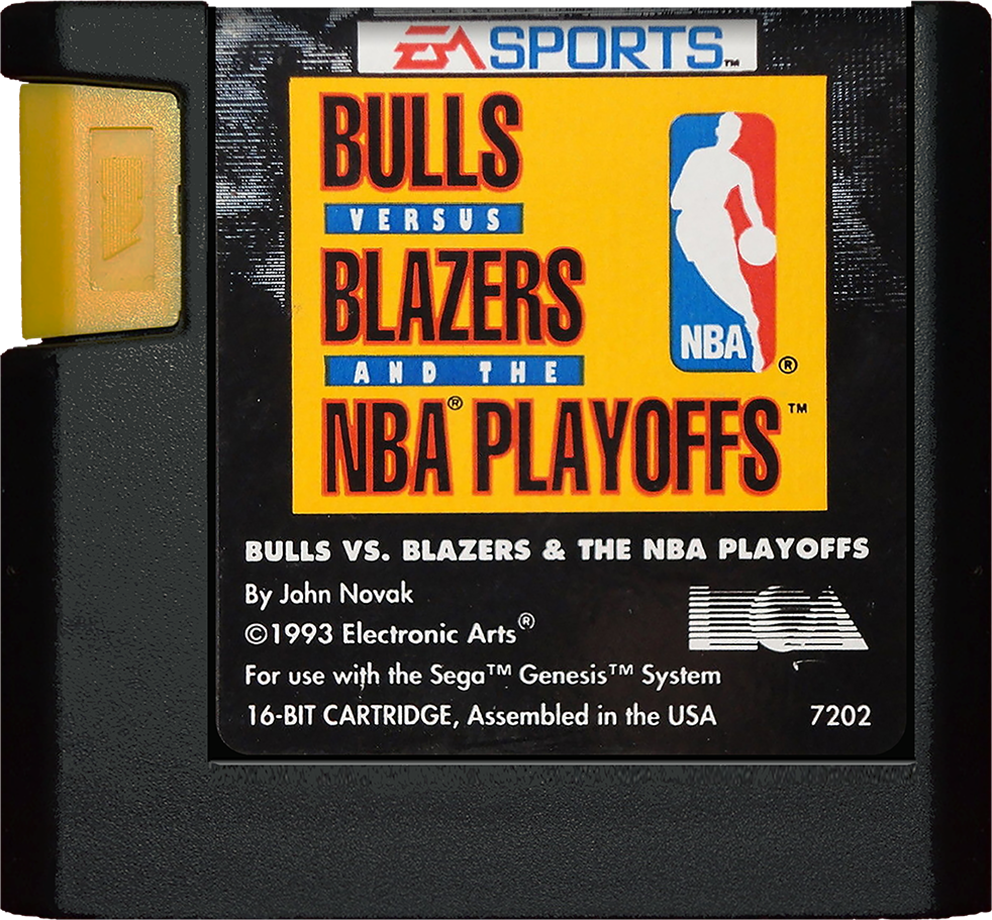 EA SPORTS™
BULLS
VERSUS
BLAZERS
AND THE
NBA® PLAYOFFS™
NBA®
BULLS VS. BLAZERS & THE NBA PLAYOFFS
By John Novak
©1993 Electronic Arts®
For use with the Sega™ Genesis™ System
16-BIT CARTRIDGE, Assembled in the USA
7202
EA